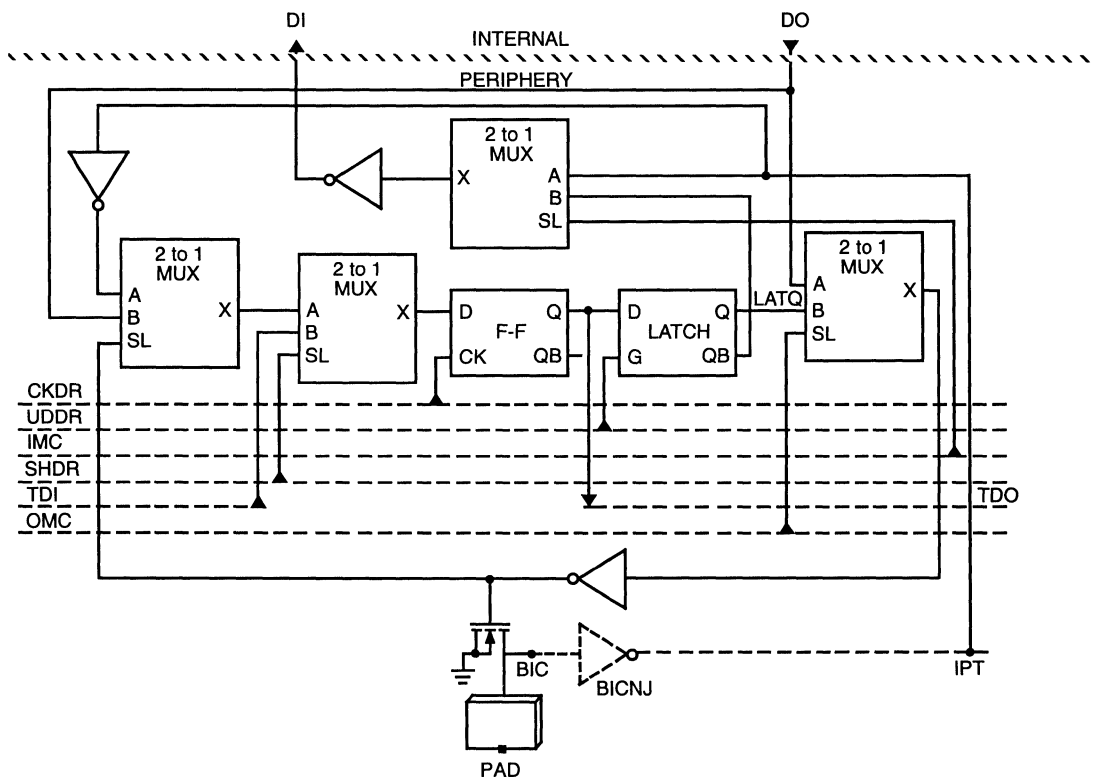 DI
DO
INTERNAL
PERIPHERY
2 to 1
MUX
X
A
B
SL
2 to 1
MUX
A
B
SL
X
2 to 1
MUX
A
B
SL
X
D
CK
F-F
Q
QB
D
G
LATCH
Q
QB
LATQ
2 to 1
MUX
A
B
SL
X
CKDR
UDDR
IMC
SHDR
TDI
TDO
OMC
BIC
BICNJ
IPT
PAD